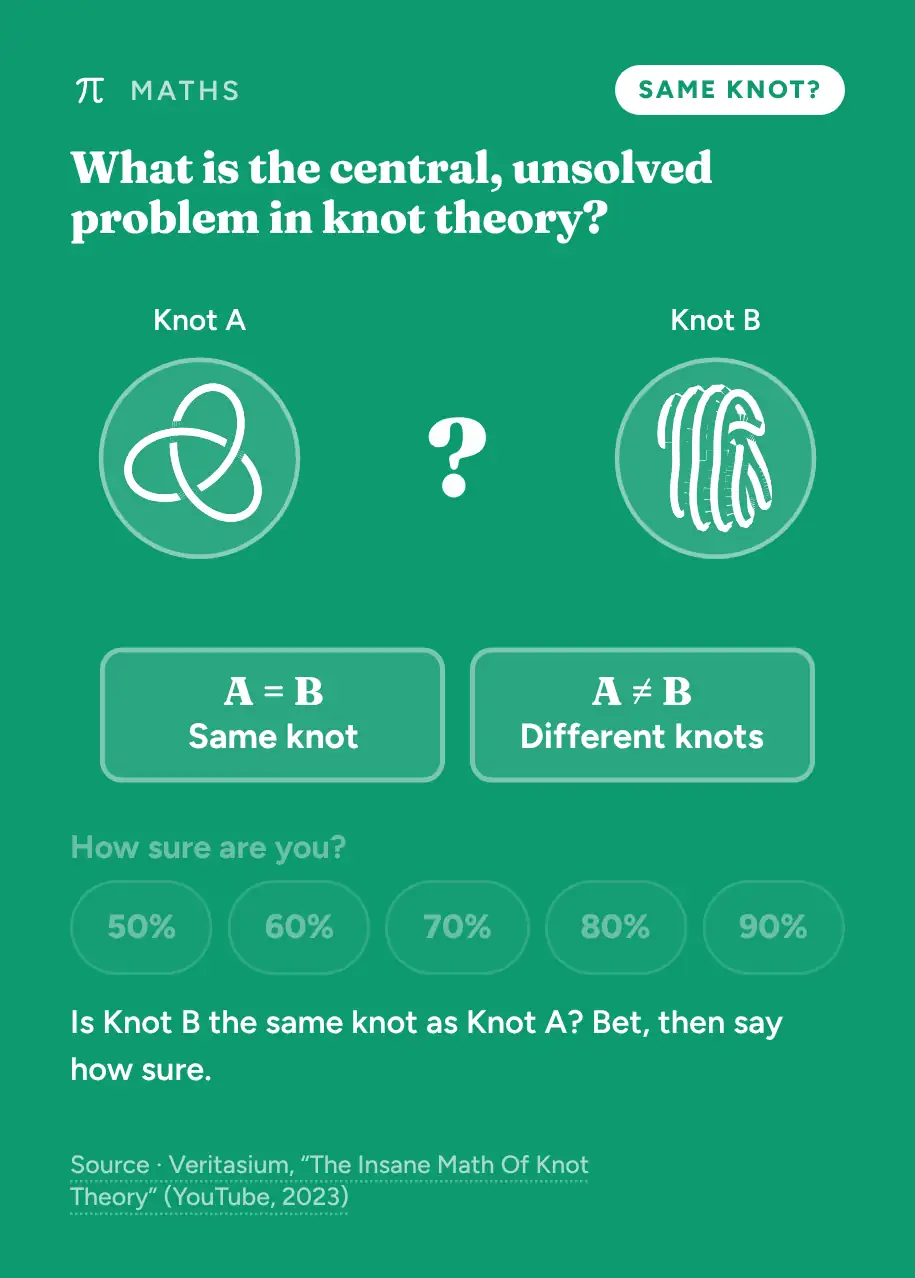 π MATHS
SAME KNOT?
What is the central, unsolved
problem in knot theory?
Knot A
Knot B
?
A = B
Same knot
A ≠ B
Different knots
How sure are you?
50%
60%
70%
80%
90%
Is Knot B the same knot as Knot A? Bet, then say
how sure.
Source · Veritasium, “The Insane Math Of Knot
Theory” (YouTube, 2023)